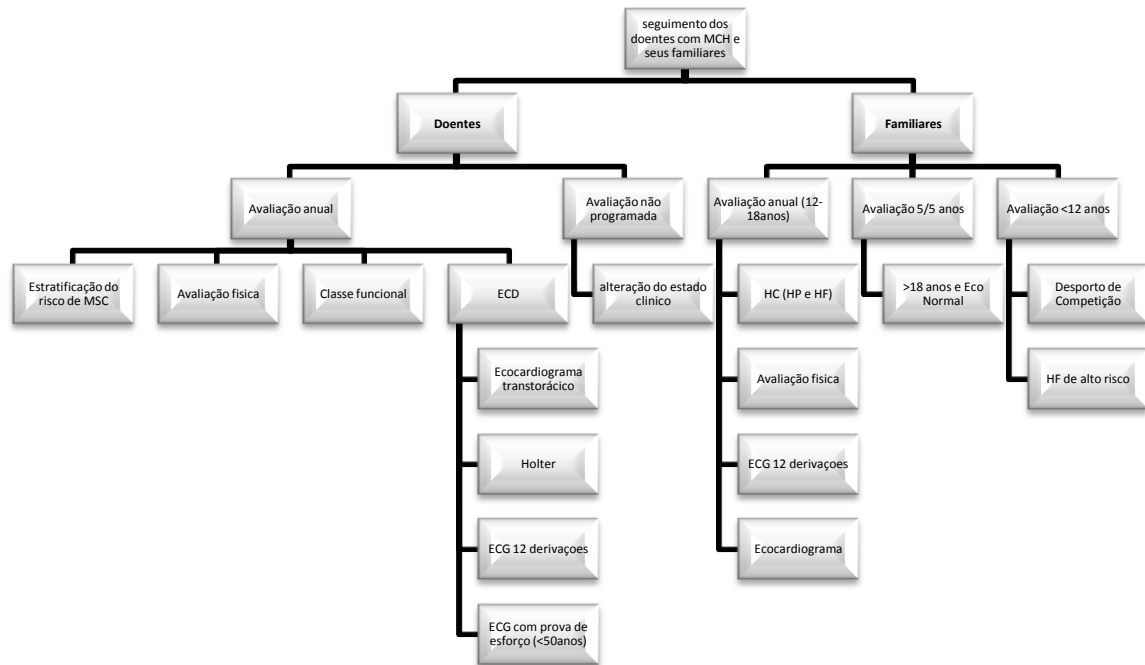 seguimento dos
doentes com MCH e
seus familiares
Doentes
Familiares
Avaliação anual
Avaliação não
programada
Avaliação anual (12-
18anos)
Avaliação 5/5 anos
Avaliação <12 anos
Estratificação do
risco de MSC
Avaliação fisica
Classe funcional
ECD
alteração do estado
clinico
HC (HP e HF)
>18 anos e Eco
Normal
Desporto de
Competição
Ecocardiograma
transtorácico
Avaliação fisica
HF de alto risco
Holter
ECG 12 derivaçoes
ECG 12 derivaçoes
Ecocardiograma
ECG com prova de
esforço (<50anos)